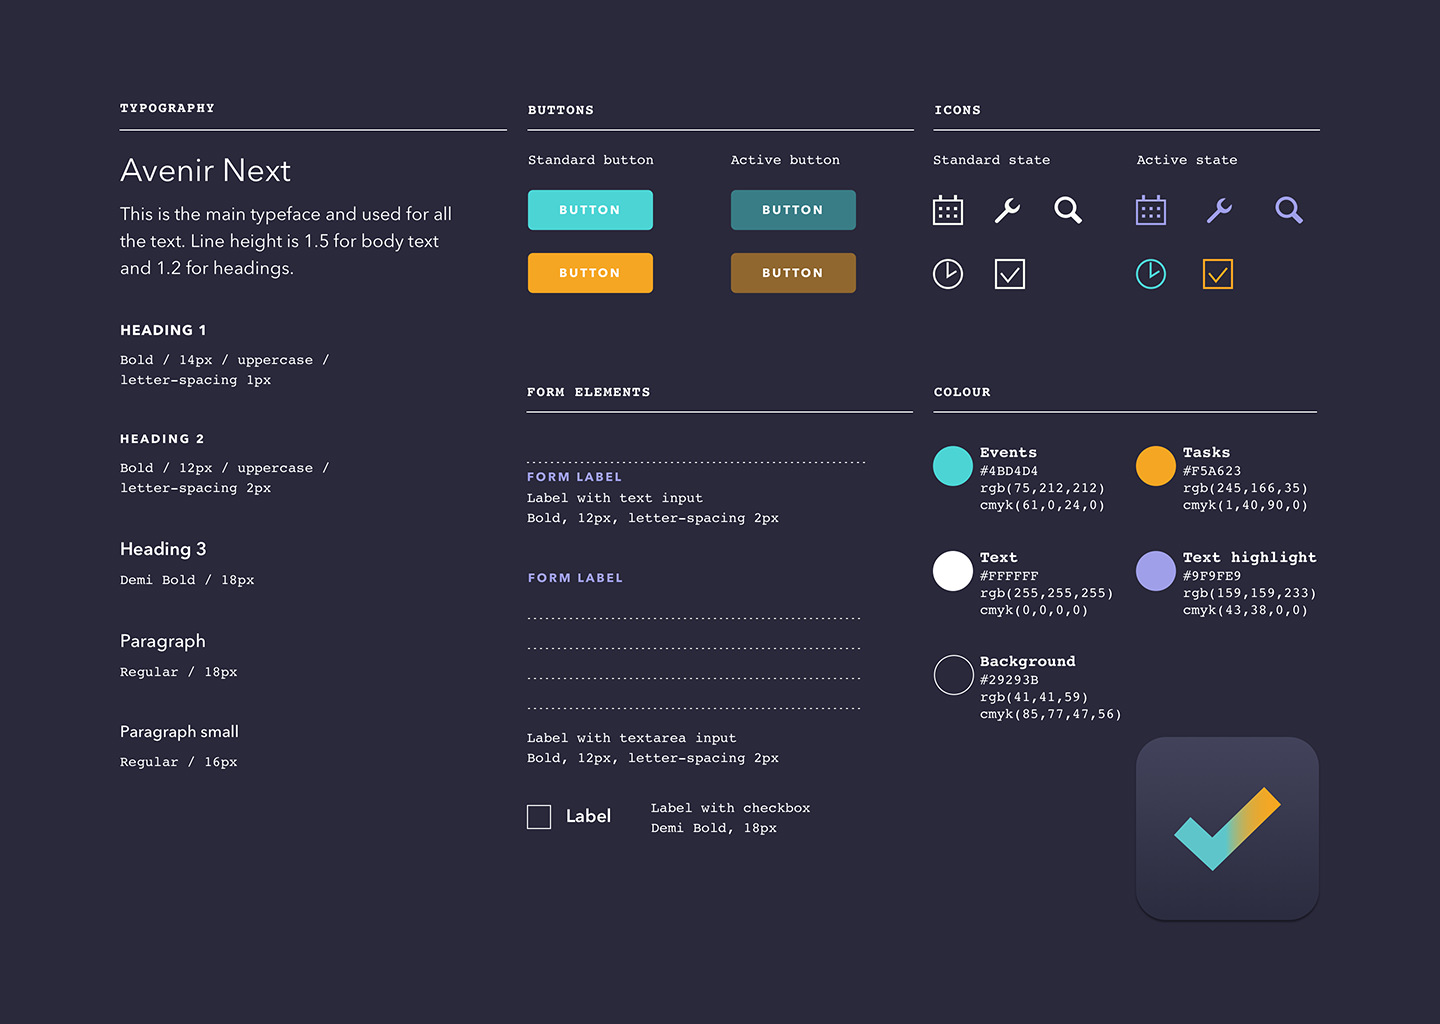 TYPOGRAPHY
Avenir Next
This is the main typeface and used for all
the text. Line height is 1.5 for body text
and 1.2 for headings.
HEADING 1
Bold / 14px / uppercase /
letter-spacing 1px
HEADING 2
Bold / 12px / uppercase /
letter-spacing 2px
Heading 3
Demi Bold / 18px
Paragraph
Regular / 18px
Paragraph small
Regular / 16px
BUTTONS
Standard button
Active button
BUTTON
BUTTON
BUTTON
BUTTON
FORM ELEMENTS
FORM LABEL
Label with text input
Bold, 12px, letter-spacing 2px
FORM LABEL
Label with textarea input
Bold, 12px, letter-spacing 2px
Label
Label with checkbox
Demi Bold, 18px
ICONS
Standard state
Active state
COLOUR
Events
#4BD4D4
rgb(75,212,212)
cmyk(61,0,24,0)
Tasks
#F5A623
rgb(245,166,35)
cmyk(1,40,90,0)
Text
#FFFFFF
rgb(255,255,255)
cmyk(0,0,0,0)
Text highlight
#9F9FE9
rgb(159,159,233)
cmyk(43,38,0,0)
Background
#29293B
rgb(41,41,59)
cmyk(85,77,47,56)